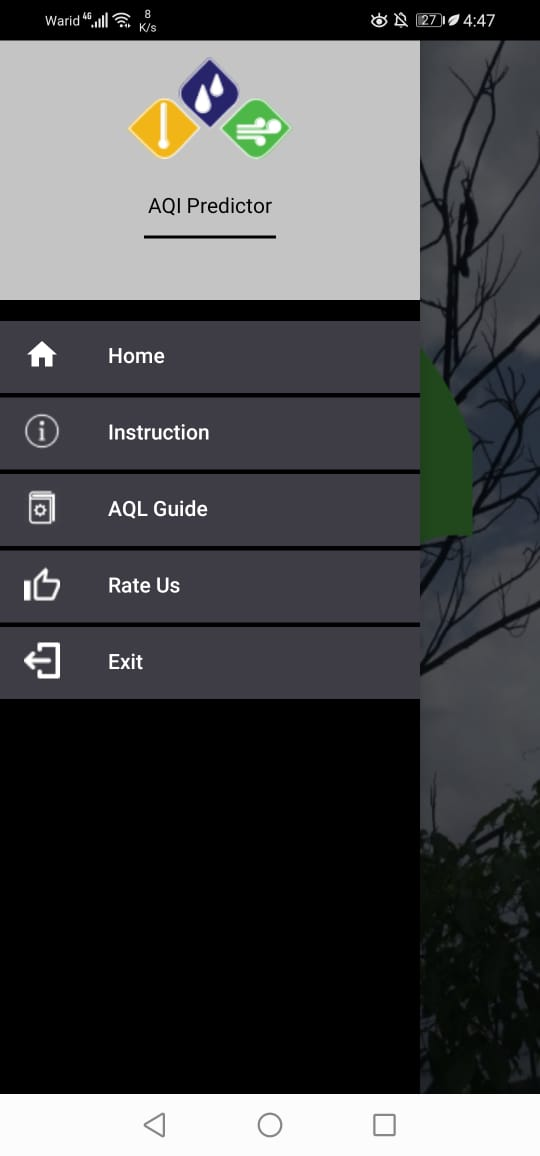 Warid 4G 8 K/s 27 4:47
AQI Predictor
Home
Instruction
AQL Guide
Rate Us
Exit